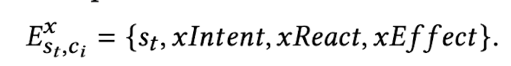 E^x_{s_t,c_i} = {s_t, xIntent, xReact, xEffect}.